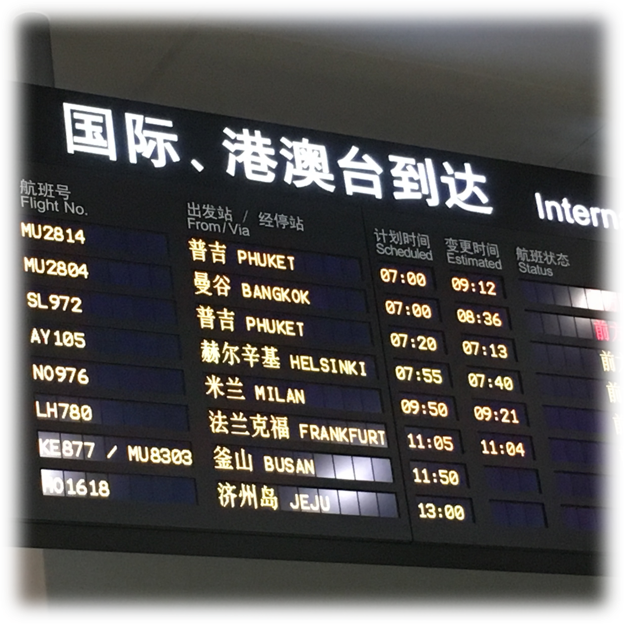 国际、港澳台到达 Intern
航班号 出发站 / 经停站 计划时间 变更时间 航班状态
Flight No. From/Via Scheduled Estimated Status
MU2814 普吉 PHUKET 07:00 09:12
MU2804 曼谷 BANGKOK 07:00 08:36
SL972 普吉 PHUKET 07:20 07:13
AY105 赫尔辛基 HELSINKI 07:55 07:40
NO976 米兰 MILAN 09:50 09:21
LH780 法兰克福 FRANKFURT 11:05 11:04
KE877 / MU8303 釜山 BUSAN 11:50
HO1618 济州岛 JEJU 13:00